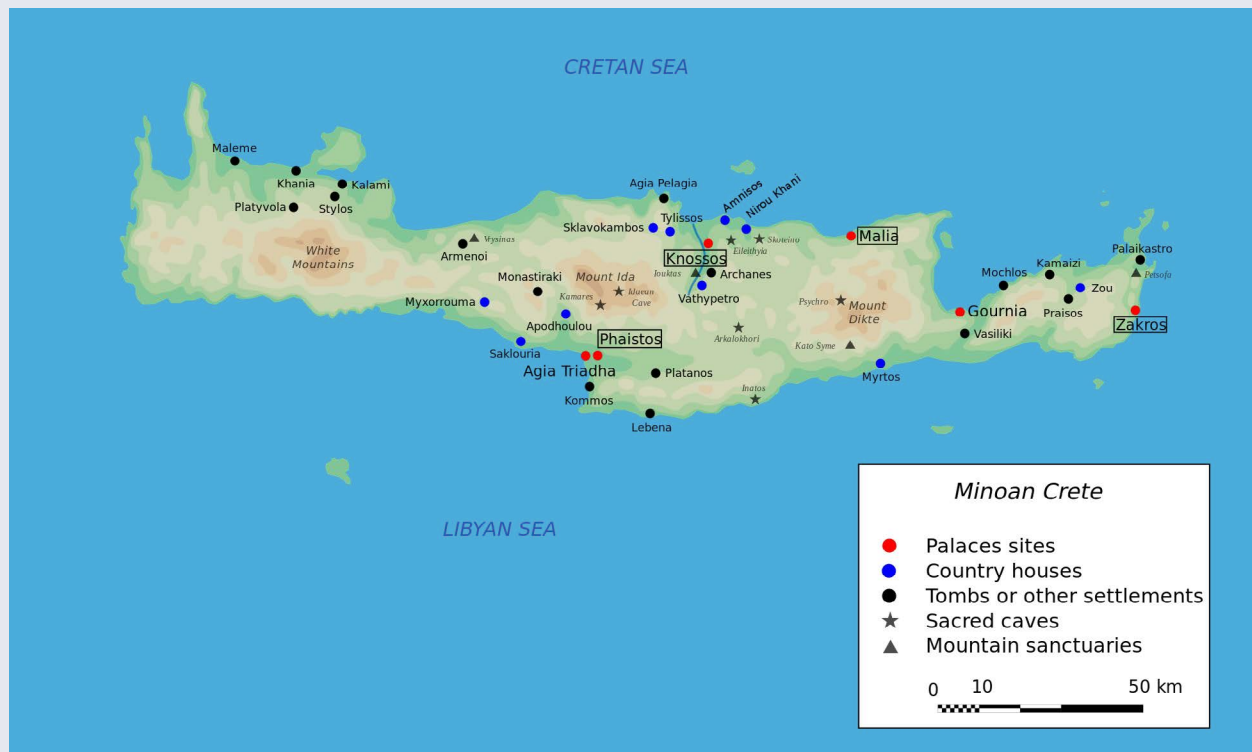 CRETAN SEA
Maleme
Khania
Kalami
Platyvola
Stylos
White
Mountains
Agia Pelagia
Amnisos
Nirou Khani
Tylissos
Sklavokambos
Vrysinas
Armenoi
Skoteino
Eileithyia
Malia
Knossos
Iouktas
Archanes
Vathypetro
Monastiraki
Mount Ida
Idaean
Cave
Kamares
Myxorrouma
Apodhoulou
Saklouria
Phaistos
Agia Triadha
Kommos
Platanos
Lebena
Arkalokhori
Inatos
Psychro
Mount
Dikte
Kato Syme
Myrtos
Palaikastro
Kamaizi
Mochlos
Petsofa
Zou
Praisos
Gournia
Zakros
Vasiliki
LIBYAN SEA
Minoan Crete
Palaces sites
Country houses
Tombs or other settlements
Sacred caves
Mountain sanctuaries
0 10 50 km